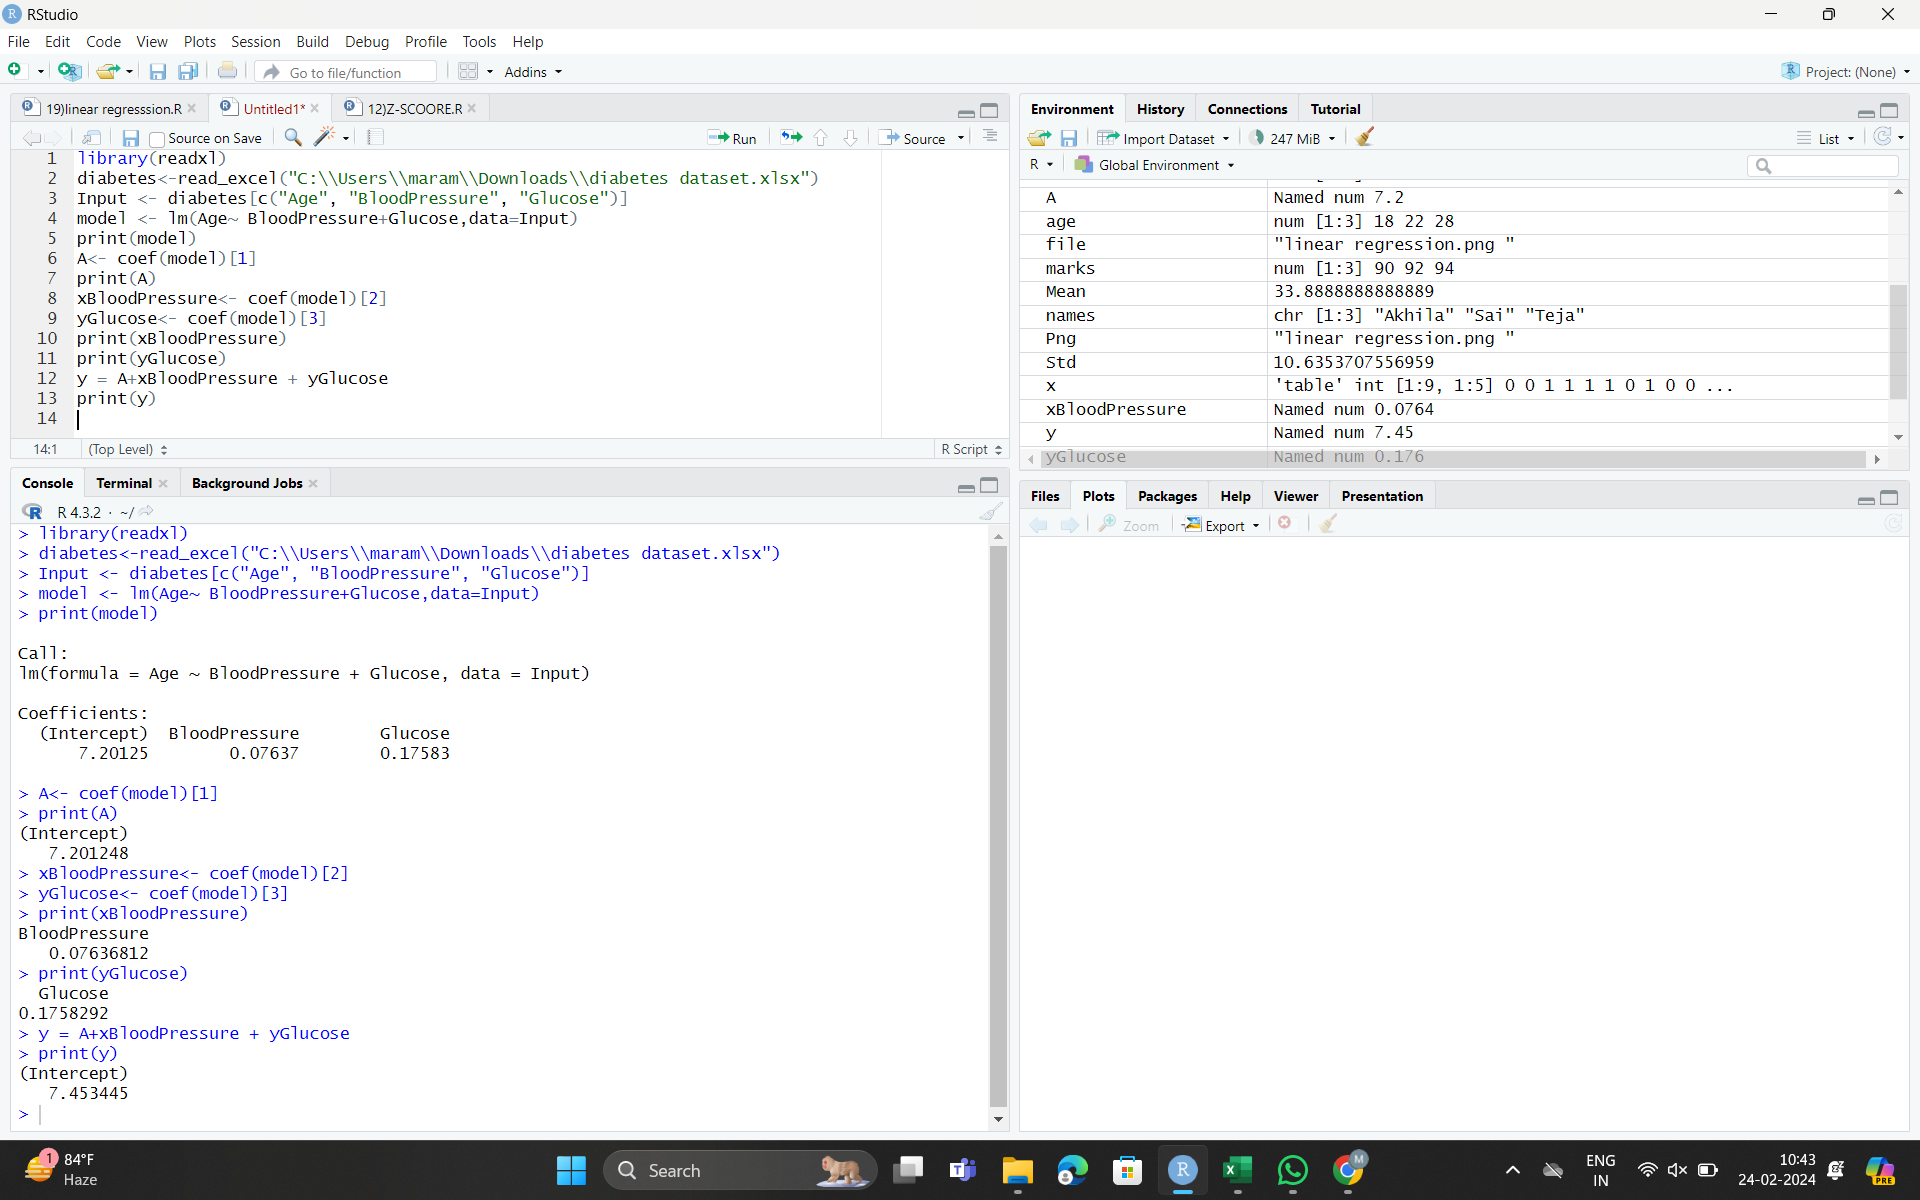 RStudio
File Edit Code View Plots Session Build Debug Profile Tools Help
Go to file/function Addins Project: (None)
19)linear regresssion.R Untitled1* 12)Z-SCOORE.R
Source on Save Run Source
1 library(readxl)
2 diabetes<-read_excel("C:\\Users\\maram\\Downloads\\diabetes dataset.xlsx")
3 Input <- diabetes[c("Age", "BloodPressure", "Glucose")]
4 model <- lm(Age~ BloodPressure+Glucose,data=Input)
5 print(model)
6 A<- coef(model)[1]
7 print(A)
8 xBloodPressure<- coef(model)[2]
9 yGlucose<- coef(model)[3]
10 print(xBloodPressure)
11 print(yGlucose)
12 y = A+xBloodPressure + yGlucose
13 print(y)
14
14:1 (Top Level) R Script
Console Terminal Background Jobs
R 4.3.2 · ~/
> library(readxl)
> diabetes<-read_excel("C:\\Users\\maram\\Downloads\\diabetes dataset.xlsx")
> Input <- diabetes[c("Age", "BloodPressure", "Glucose")]
> model <- lm(Age~ BloodPressure+Glucose,data=Input)
> print(model)
Call:
lm(formula = Age ~ BloodPressure + Glucose, data = Input)
Coefficients:
(Intercept) BloodPressure Glucose
7.20125 0.07637 0.17583
> A<- coef(model)[1]
> print(A)
(Intercept)
7.201248
> xBloodPressure<- coef(model)[2]
> yGlucose<- coef(model)[3]
> print(xBloodPressure)
BloodPressure
0.07636812
> print(yGlucose)
Glucose
0.1758292
> y = A+xBloodPressure + yGlucose
> print(y)
(Intercept)
7.453445
>
Environment History Connections Tutorial
Import Dataset 247 MiB List
R Global Environment
A Named num 7.2
age num [1:3] 18 22 28
file "linear regression.png "
marks num [1:3] 90 92 94
Mean 33.8888888888889
names chr [1:3] "Akhila" "Sai" "Teja"
Png "linear regression.png "
Std 10.6353707556959
x 'table' int [1:9, 1:5] 0 0 1 1 1 1 0 1 0 0 ...
xBloodPressure Named num 0.0764
y Named num 7.45
yGlucose Named num 0.176
Files Plots Packages Help Viewer Presentation
Zoom Export
1 84°F
Haze
Search
M
PRE
ENG
IN
10:43
24-02-2024